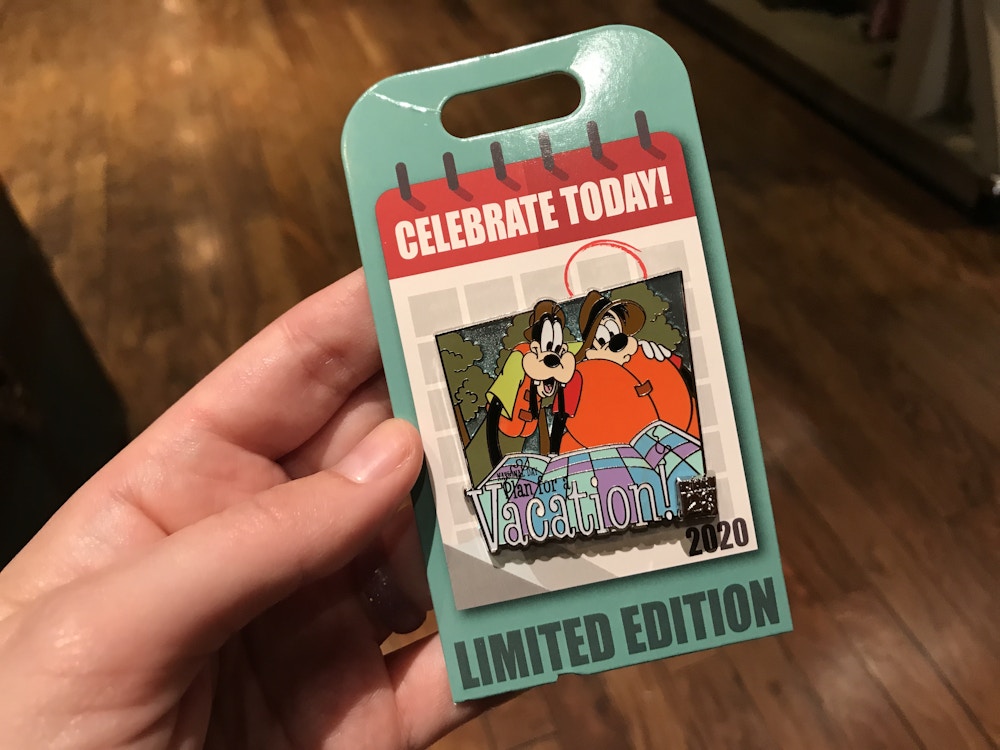 CELEBRATE TODAY!
Plan for a
Vacation!
2020
LIMITED EDITION